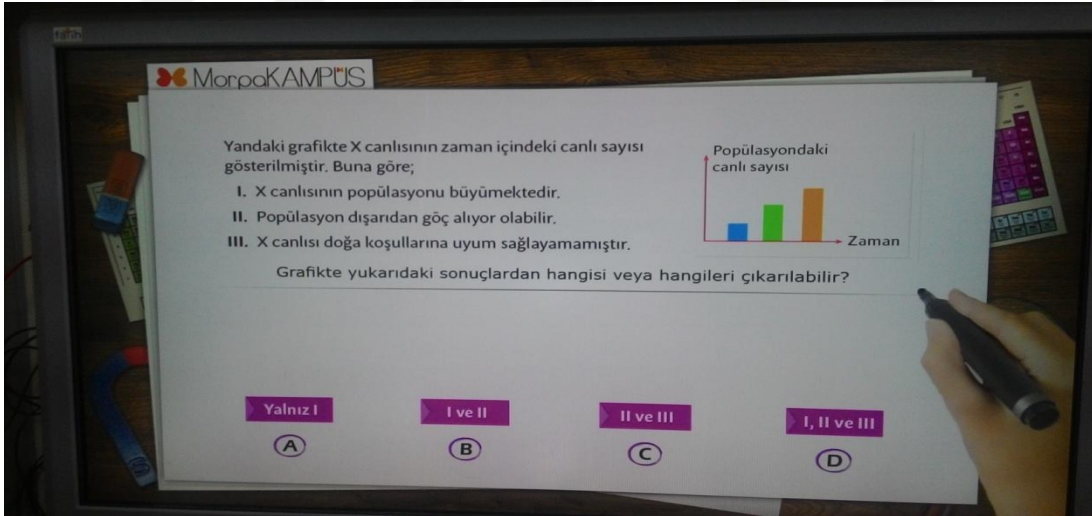 fatih
MorpaKAMPÜS
Yandaki grafikte X canlısının zaman içindeki canlı sayısı
gösterilmiştir. Buna göre;
I. X canlısının popülasyonu büyümektedir.
II. Popülasyon dışarıdan göç alıyor olabilir.
III. X canlısı doğa koşullarına uyum sağlayamamıştır.
Popülasyondaki
canlı sayısı
Zaman
Grafikte yukarıdaki sonuçlardan hangisi veya hangileri çıkarılabilir?
Yalnız I
I ve II
II ve III
I, II ve III
A
B
C
D